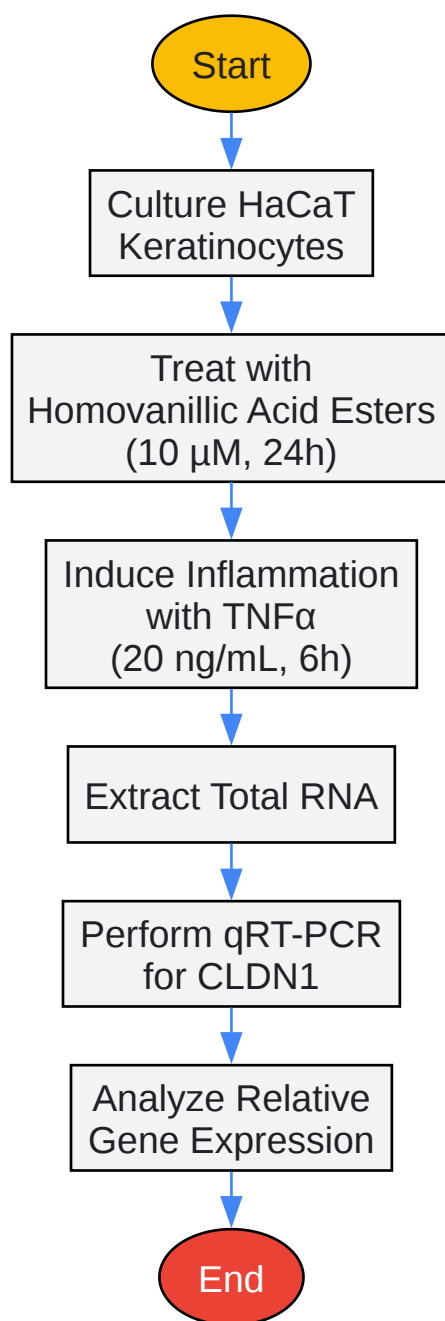 Start
Culture HaCaT
Keratinocytes
Treat with
Homovanillic Acid Esters
(10 µM, 24h)
Induce Inflammation
with TNFα
(20 ng/mL, 6h)
Extract Total RNA
Perform qRT-PCR
for CLDN1
Analyze Relative
Gene Expression
End